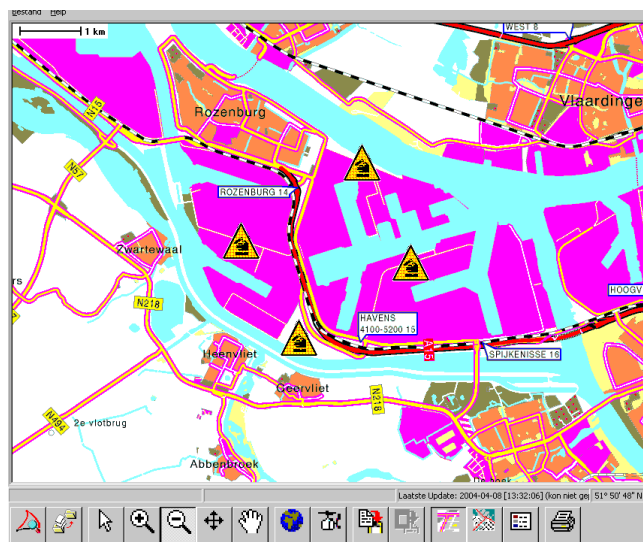 Bestand Help
1 km
WEST 8
Vlaardinge
Rozenburg
N15
N57
ROZENBURG 14
Zwartewaal
rs
N218
HOOGV
HAVENS
4100-5200 15
A15
SPIJKENISSE 16
Heenvliet
Geervliet
N218
N494
2e vlotbrug
Abbenbroek
Laatste Update: 2004-04-08 [13:32:06] (kon niet ge
51° 50' 48" N